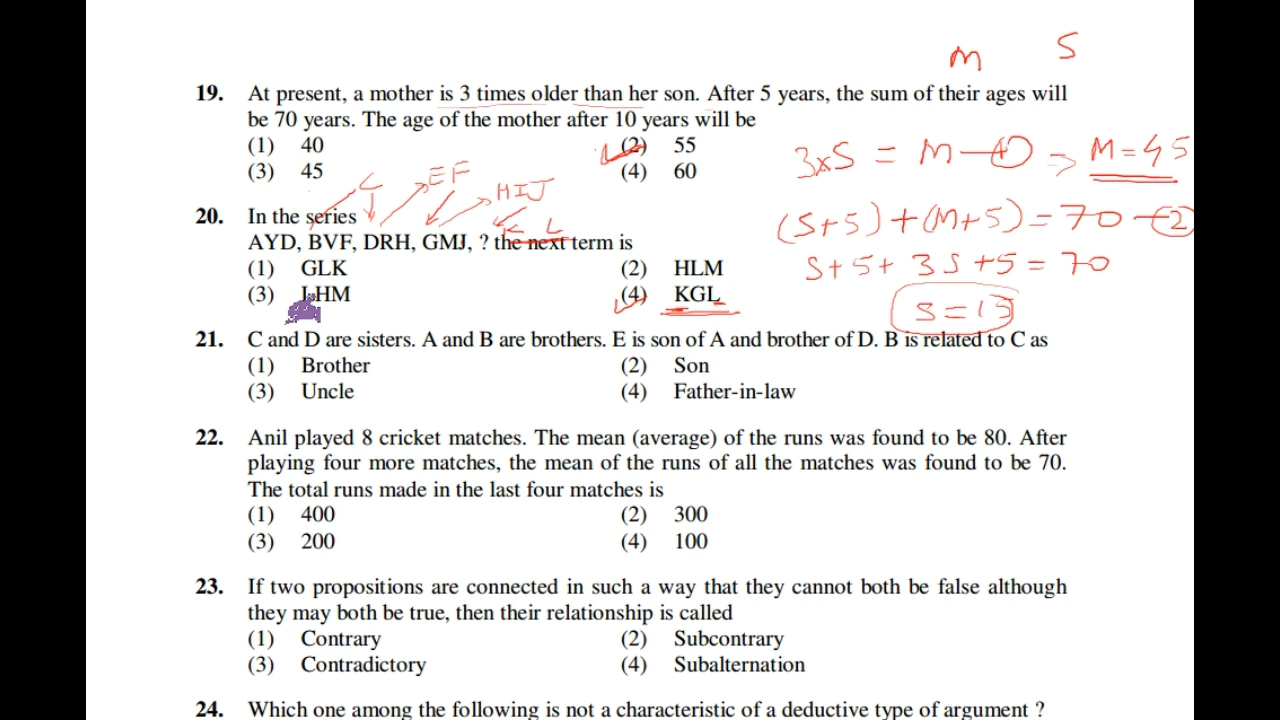 M S
19. At present, a mother is 3 times older than her son. After 5 years, the sum of their ages will
be 70 years. The age of the mother after 10 years will be
(1) 40 (2) 55
(3) 45 (4) 60
3×S = M —① => M=45
(S+5)+(M+5)=70 —②
S+5+3S+5=70
S=15
C EF HIJ
K L
20. In the series
AYD, BVF, DRH, GMJ, ? the next term is
(1) GLK (2) HLM
(3) LHM (4) KGL
21. C and D are sisters. A and B are brothers. E is son of A and brother of D. B is related to C as
(1) Brother (2) Son
(3) Uncle (4) Father-in-law
22. Anil played 8 cricket matches. The mean (average) of the runs was found to be 80. After
playing four more matches, the mean of the runs of all the matches was found to be 70.
The total runs made in the last four matches is
(1) 400 (2) 300
(3) 200 (4) 100
23. If two propositions are connected in such a way that they cannot both be false although
they may both be true, then their relationship is called
(1) Contrary (2) Subcontrary
(3) Contradictory (4) Subalternation
24. Which one among the following is not a characteristic of a deductive type of argument ?